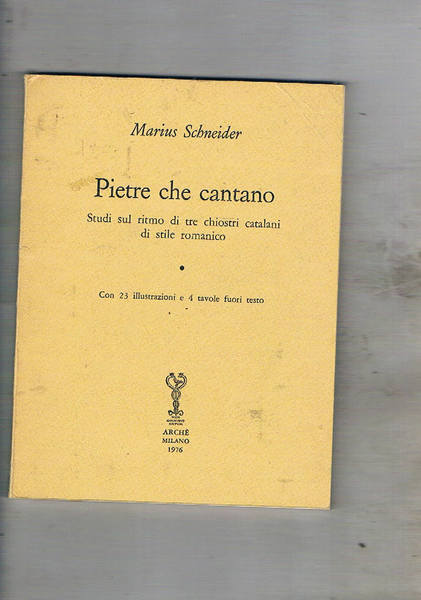 Marius Schneider
Pietre che cantano
Studi sul ritmo di tre chiostri catalani
di stile romanico
Con 23 illustrazioni e 4 tavole fuori testo
ARCHÈ
MILANO
1976